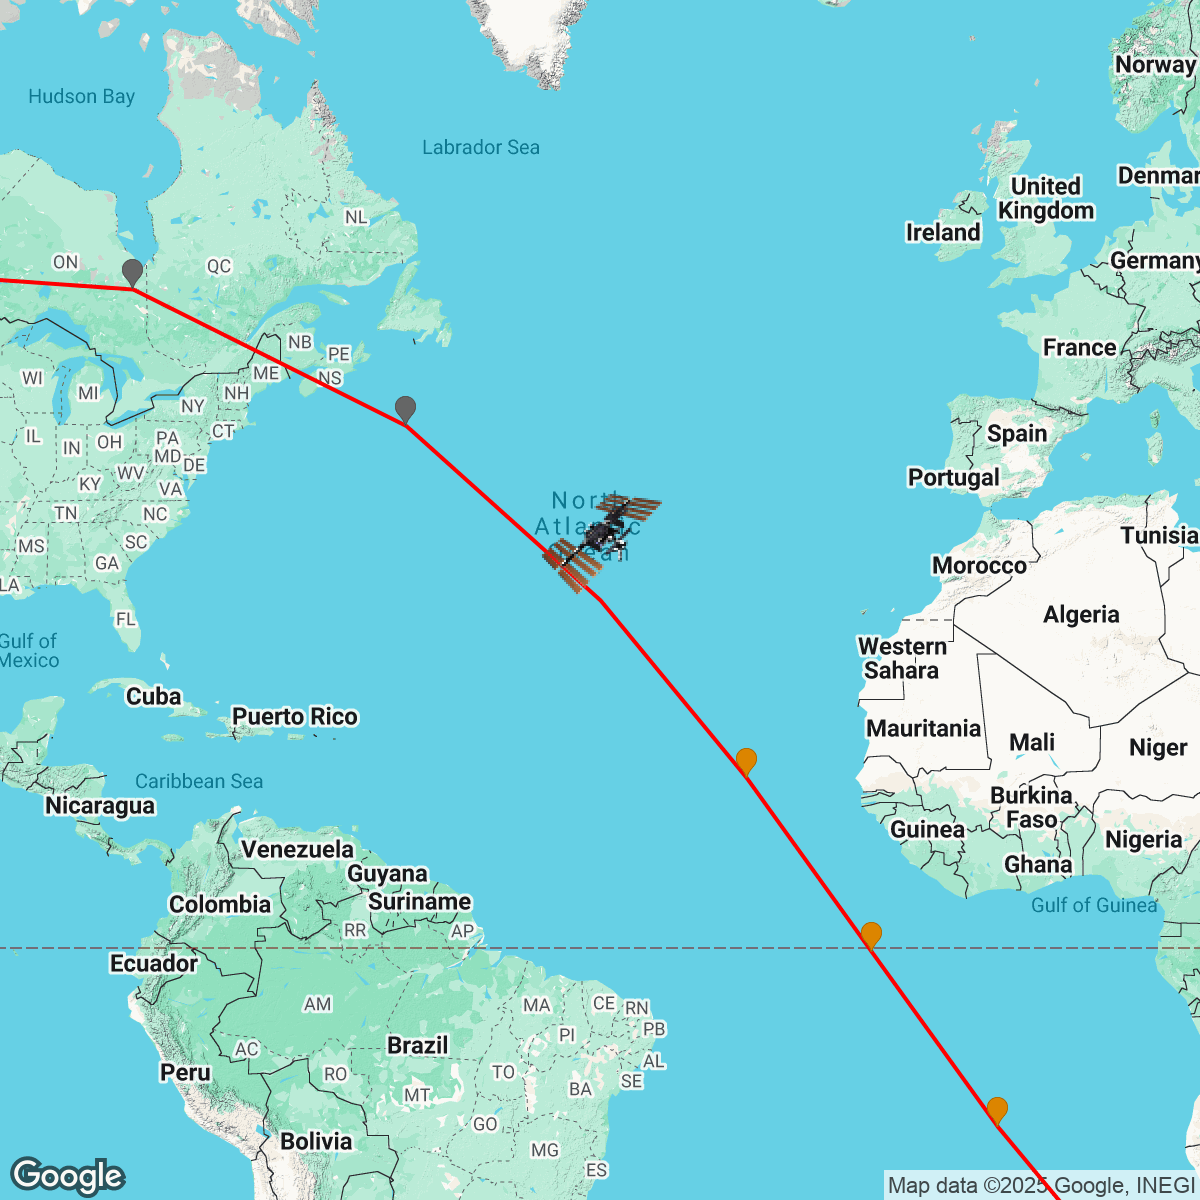 Norway
Hudson Bay
Labrador Sea
Denmar
United
Kingdom
NL
Ireland
ON
QC
Germany
NB
PE
France
ME
NS
WI
MI
NH
NY
Spain
CT
IL
IN
OH
PA
MD
DE
Portugal
WV
KY
VA
North
Atlantic
Ocean
TN
NC
Tunisia
MS
SC
GA
Morocco
LA
FL
Algeria
Gulf of
Mexico
Western
Sahara
Cuba
Puerto Rico
Mauritania
Mali
Niger
Caribbean Sea
Nicaragua
Burkina
Faso
Guinea
Nigeria
Venezuela
Ghana
Guyana
Suriname
Colombia
Gulf of Guinea
RR
AP
Ecuador
AM
MA
CE
RN
PB
PI
Brazil
AC
AL
Peru
RO
TO
SE
BA
MT
GO
Bolivia
MG
ES
Google
Map data ©2025 Google, INEGI